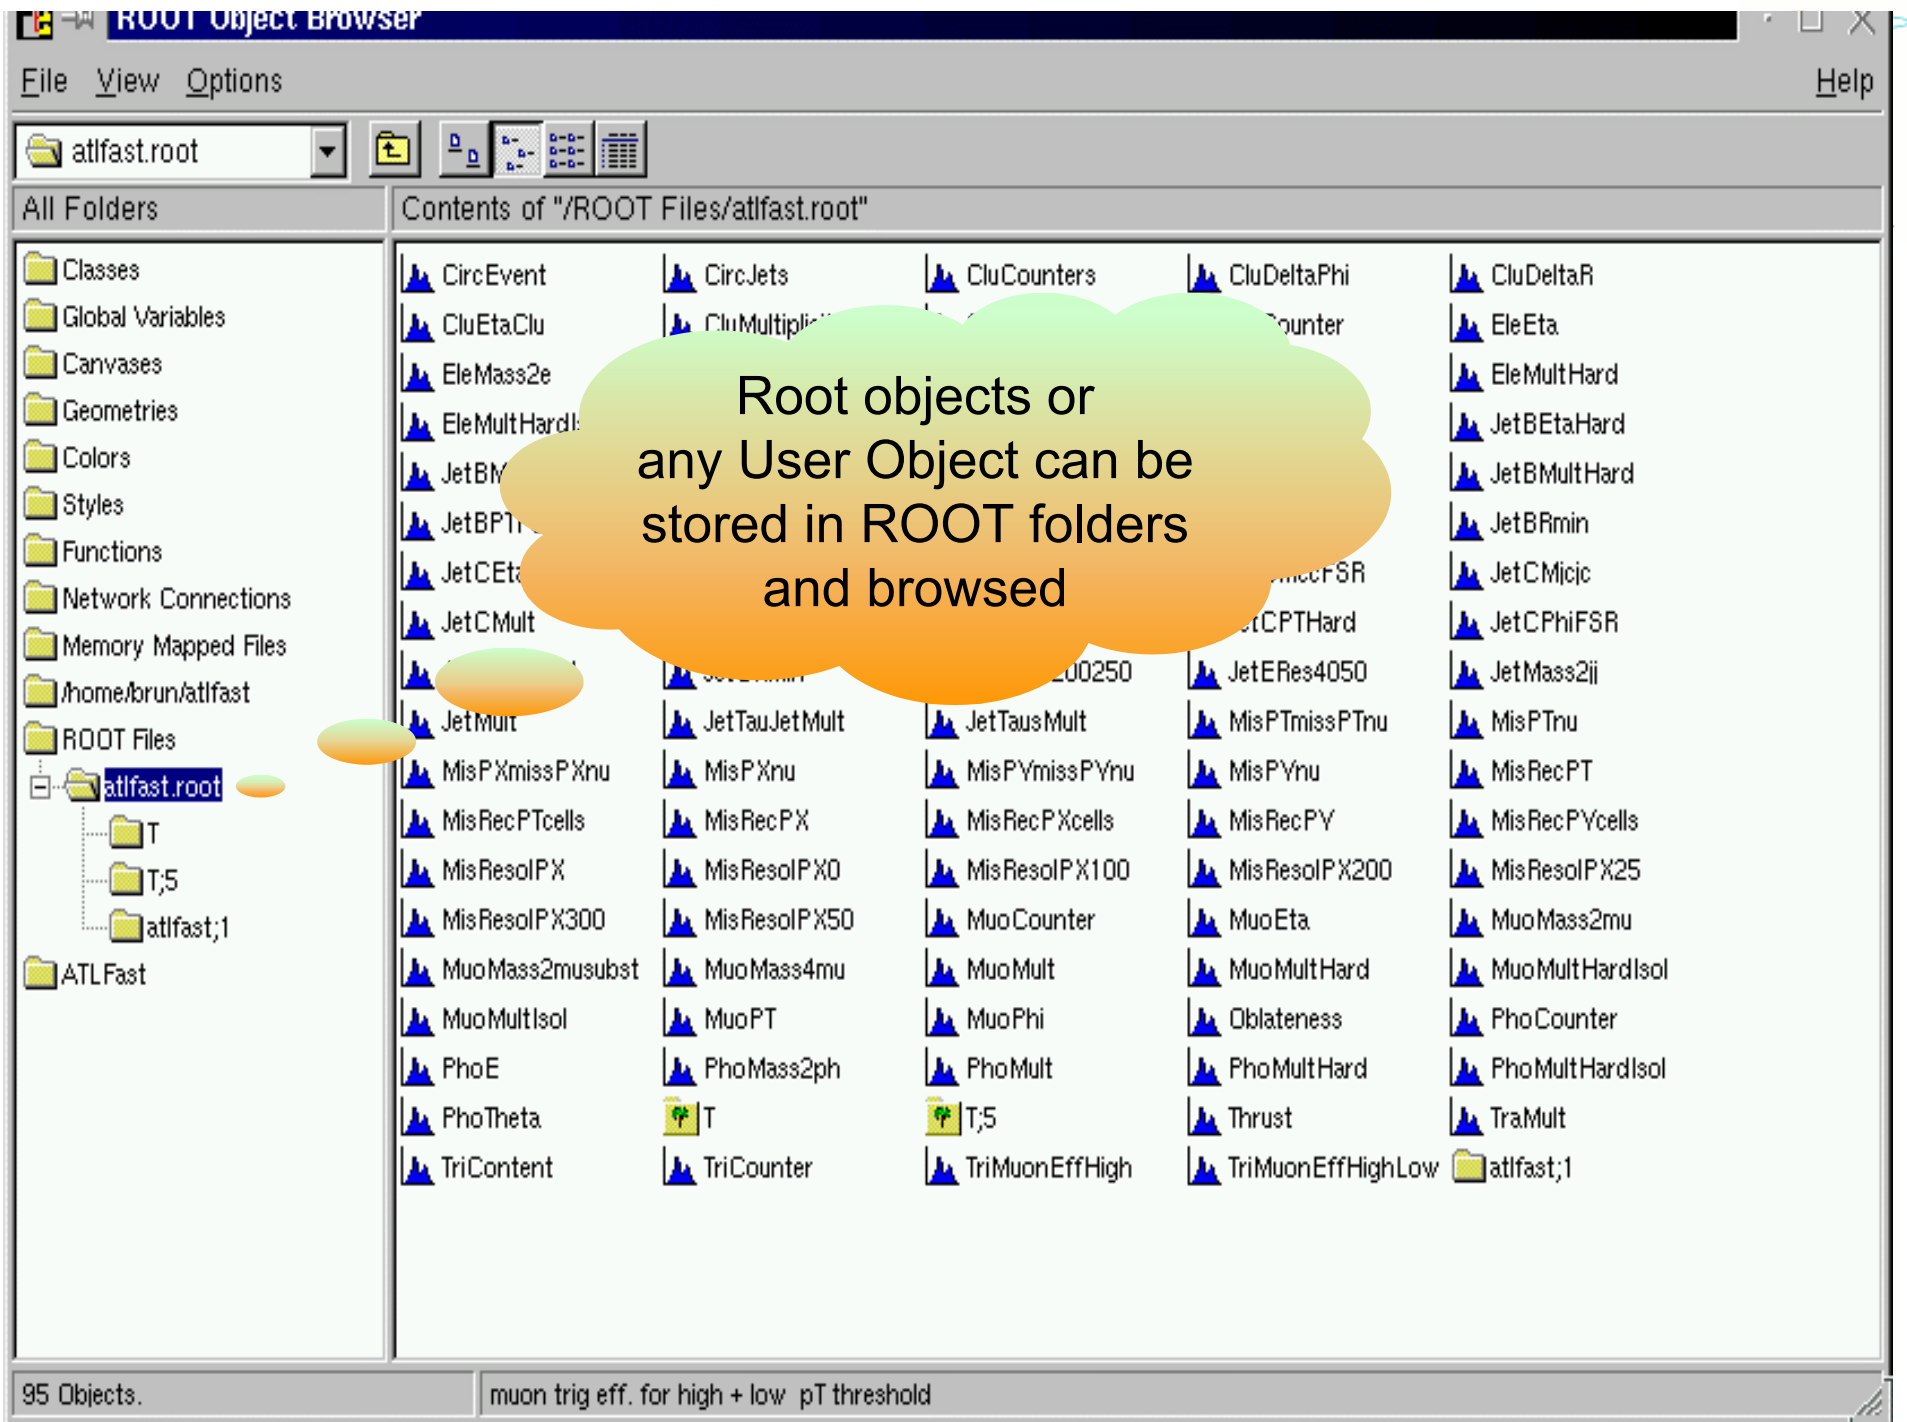 ROOT Object Browser
File View Options Help
atlfast.root
All Folders
Contents of "/ROOT Files/atlfast.root"
Classes
Global Variables
Canvases
Geometries
Colors
Styles
Functions
Network Connections
Memory Mapped Files
/home/brun/atlfast
ROOT Files
atlfast.root
T
T;5
atlfast;1
ATLFast
CircEvent CircJets CluCounters CluDeltaPhi CluDeltaR
CluEtaClu EleEta
EleMass2e EleMultHard
JetBEtaHard
JetBMultHard
JetBRmin
JetCMjcjc
JetCMult JetCPhiFSR
JetERes4050 JetMass2jj
JetMult JetTauJetMult JetTausMult MisPTmissPTnu MisPTnu
MisPXmissPXnu MisPXnu MisPYmissPYnu MisPYnu MisRecPT
MisRecPTcells MisRecPX MisRecPXcells MisRecPY MisRecPYcells
MisResolPX MisResolPX0 MisResolPX100 MisResolPX200 MisResolPX25
MisResolPX300 MisResolPX50 MuoCounter MuoEta MuoMass2mu
MuoMass2musubst MuoMass4mu MuoMult MuoMultHard MuoMultHardIsol
MuoMultIsol MuoPT MuoPhi Oblateness PhoCounter
PhoE PhoMass2ph PhoMult PhoMultHard PhoMultHardIsol
PhoTheta T T;5 Thrust TraMult
TriContent TriCounter TriMuonEffHigh TriMuonEffHighLow atlfast;1
Root objects or
any User Object can be
stored in ROOT folders
and browsed
95 Objects.
muon trig eff. for high + low pT threshold